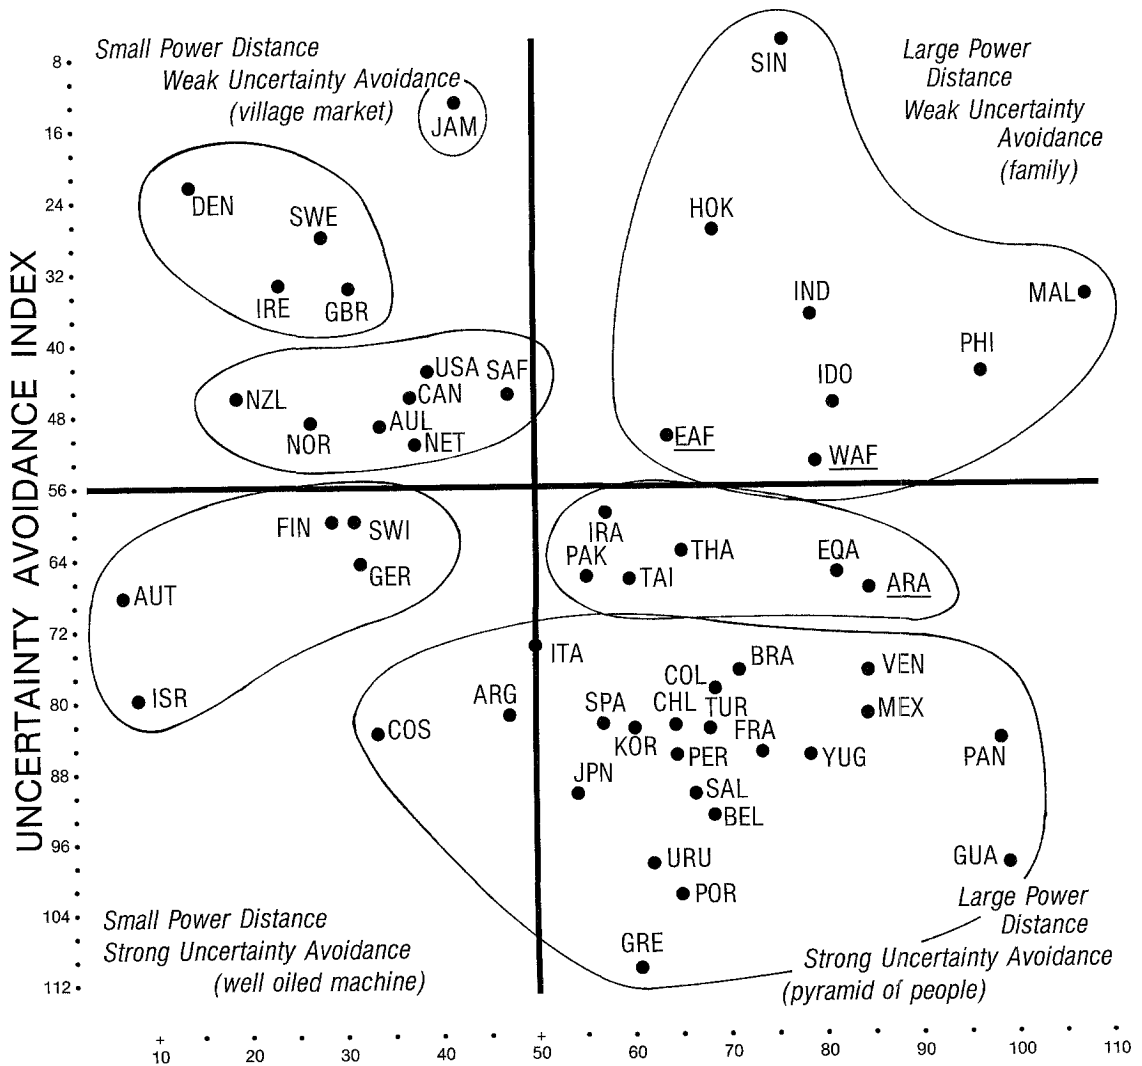 Small Power Distance
Weak Uncertainty Avoidance
(village market)
Large Power
Distance
Weak Uncertainty
Avoidance
(family)
SIN
JAM
DEN
SWE
HOK
IRE
GBR
IND
MAL
PHI
USA
SAF
CAN
IDO
NZL
AUL
NOR
NET
EAF
WAF
FIN
SWI
GER
AUT
ISR
IRA
PAK
TAI
THA
EQA
ARA
ITA
BRA
VEN
COL
ARG
SPA
CHL
TUR
MEX
COS
KOR
FRA
PER
YUG
PAN
JPN
SAL
BEL
URU
GUA
POR
GRE
Small Power Distance
Strong Uncertainty Avoidance
(well oiled machine)
Large Power
Distance
Strong Uncertainty Avoidance
(pyramid of people)
UNCERTAINTY AVOIDANCE INDEX
8
16
24
32
40
48
56
64
72
80
88
96
104
112
+ +
10 20 30 40 50 60 70 80 90 100 110